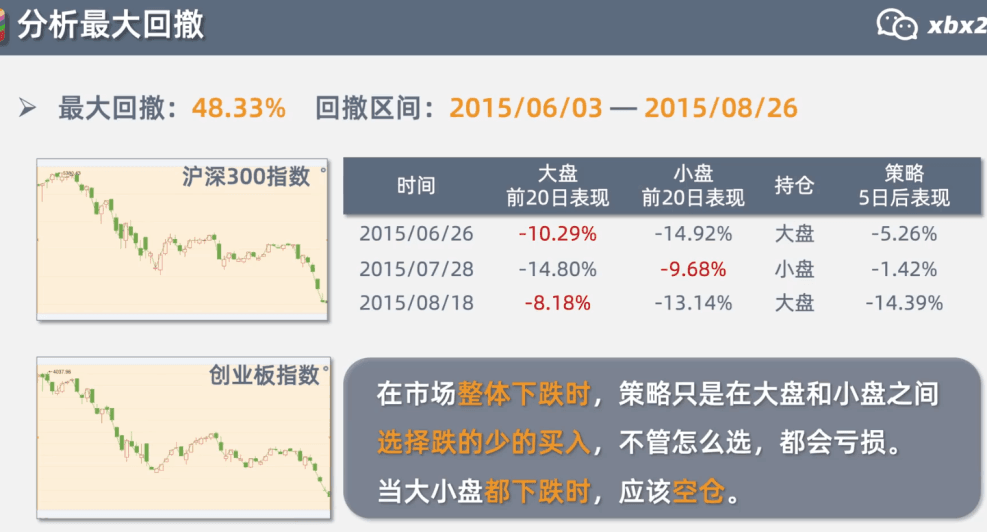 分析最大回撤
xbx2
最大回撤：48.33% 回撤区间：2015/06/03 — 2015/08/26
沪深300指数
时间 大盘 前20日表现 小盘 前20日表现 持仓 策略 5日后表现
2015/06/26 -10.29% -14.92% 大盘 -5.26%
2015/07/28 -14.80% -9.68% 小盘 -1.42%
2015/08/18 -8.18% -13.14% 大盘 -14.39%
创业板指数
在市场整体下跌时，策略只是在大盘和小盘之间
选择跌的少的买入，不管怎么选，都会亏损。
当大小盘都下跌时，应该空仓。